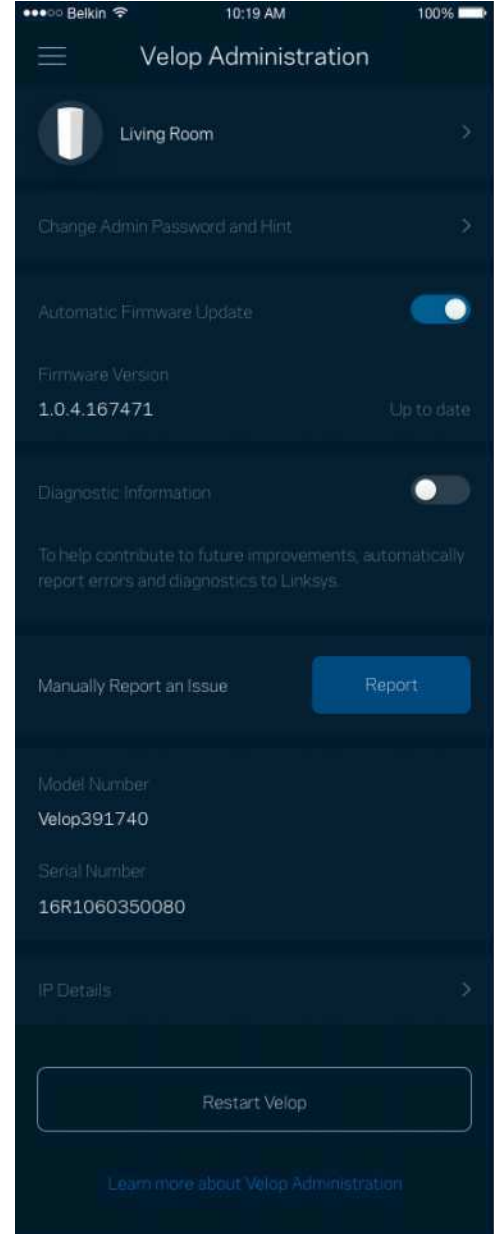 Belkin 10:19 AM 100%
Velop Administration
Living Room
Change Admin Password and Hint
Automatic Firmware Update
Firmware Version
1.0.4.167471 Up to date
Diagnostic Information
To help contribute to future improvements, automatically
report errors and diagnostics to Linksys.
Manually Report an Issue Report
Model Number
Velop391740
Serial Number
16R1060350080
IP Details
Restart Velop
Learn more about Velop Administration